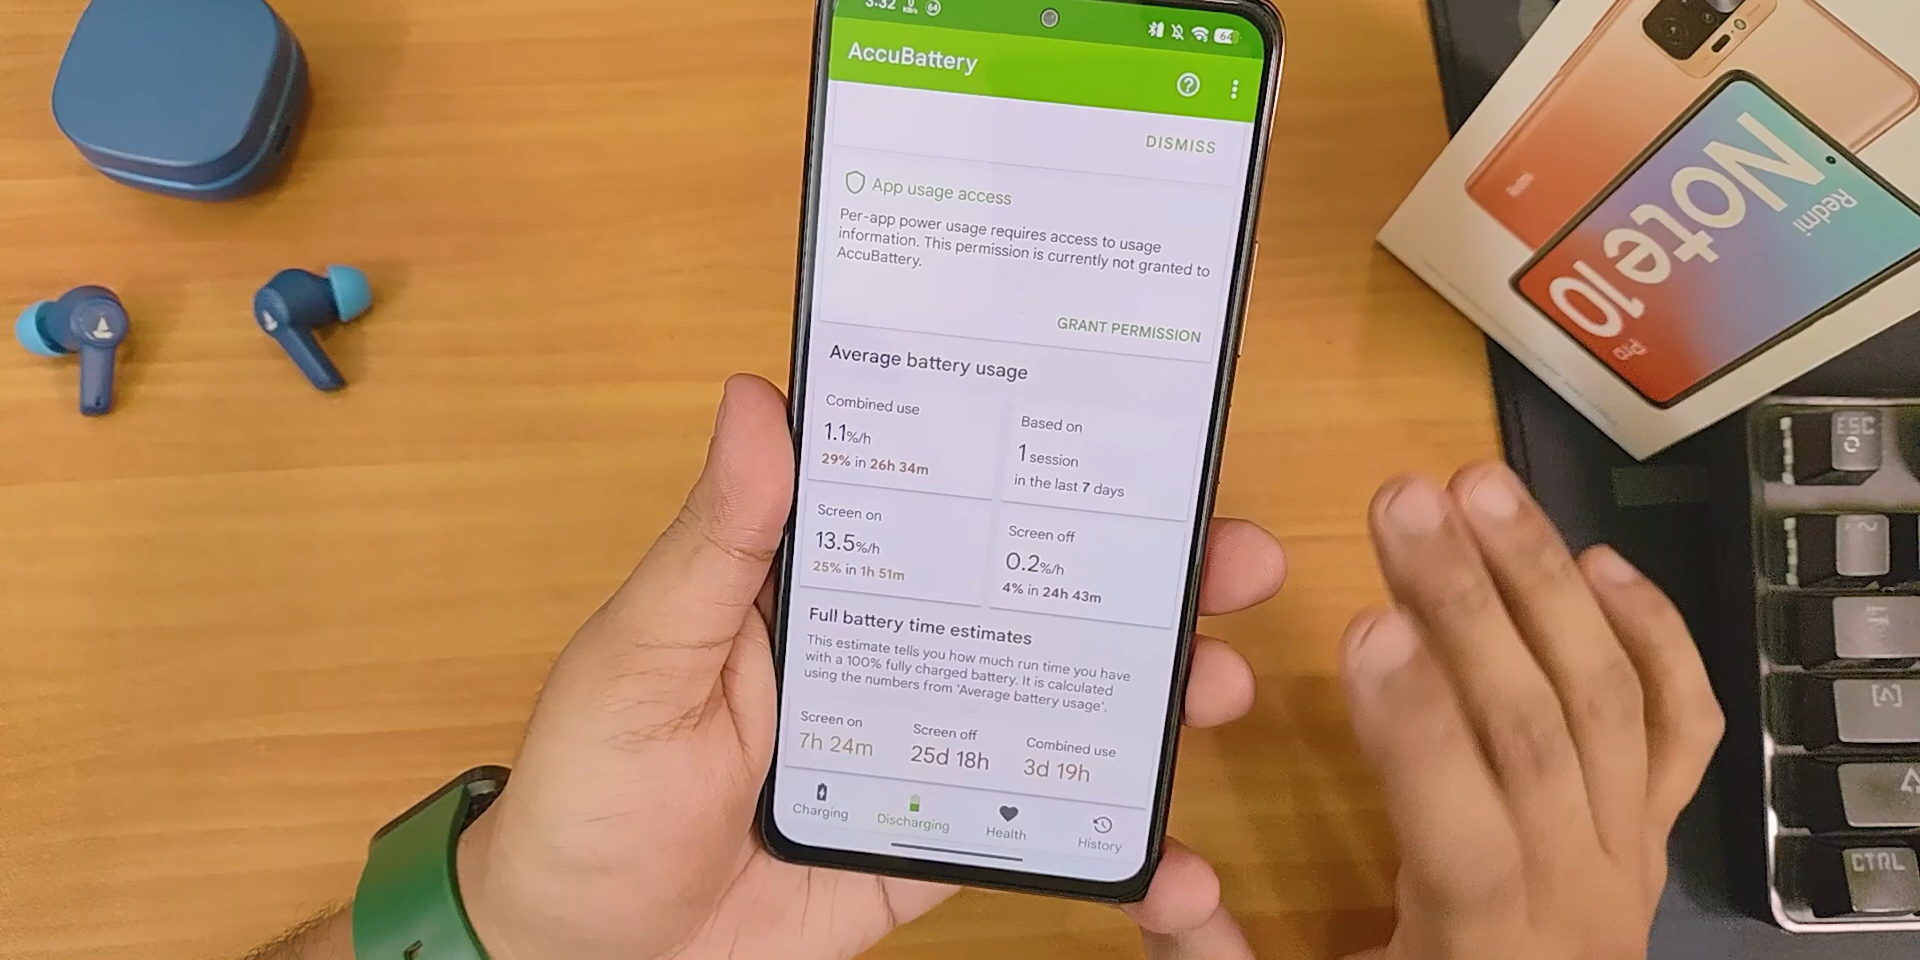 3:32
KB/s
64
64
AccuBattery
DISMISS
App usage access
Per-app power usage requires access to usage
information. This permission is currently not granted to
AccuBattery.
GRANT PERMISSION
Average battery usage
Combined use
1.1%/h
29% in 26h 34m
Based on
1 session
in the last 7 days
Screen on
13.5%/h
25% in 1h 51m
Screen off
0.2%/h
4% in 24h 43m
Full battery time estimates
This estimate tells you how much run time you have
with a 100% fully charged battery. It is calculated
using the numbers from 'Average battery usage'.
Screen on
7h 24m
Screen off
25d 18h
Combined use
3d 19h
Charging
Discharging
Health
History
Redmi
Note
10
Pro
ESC
CTRL